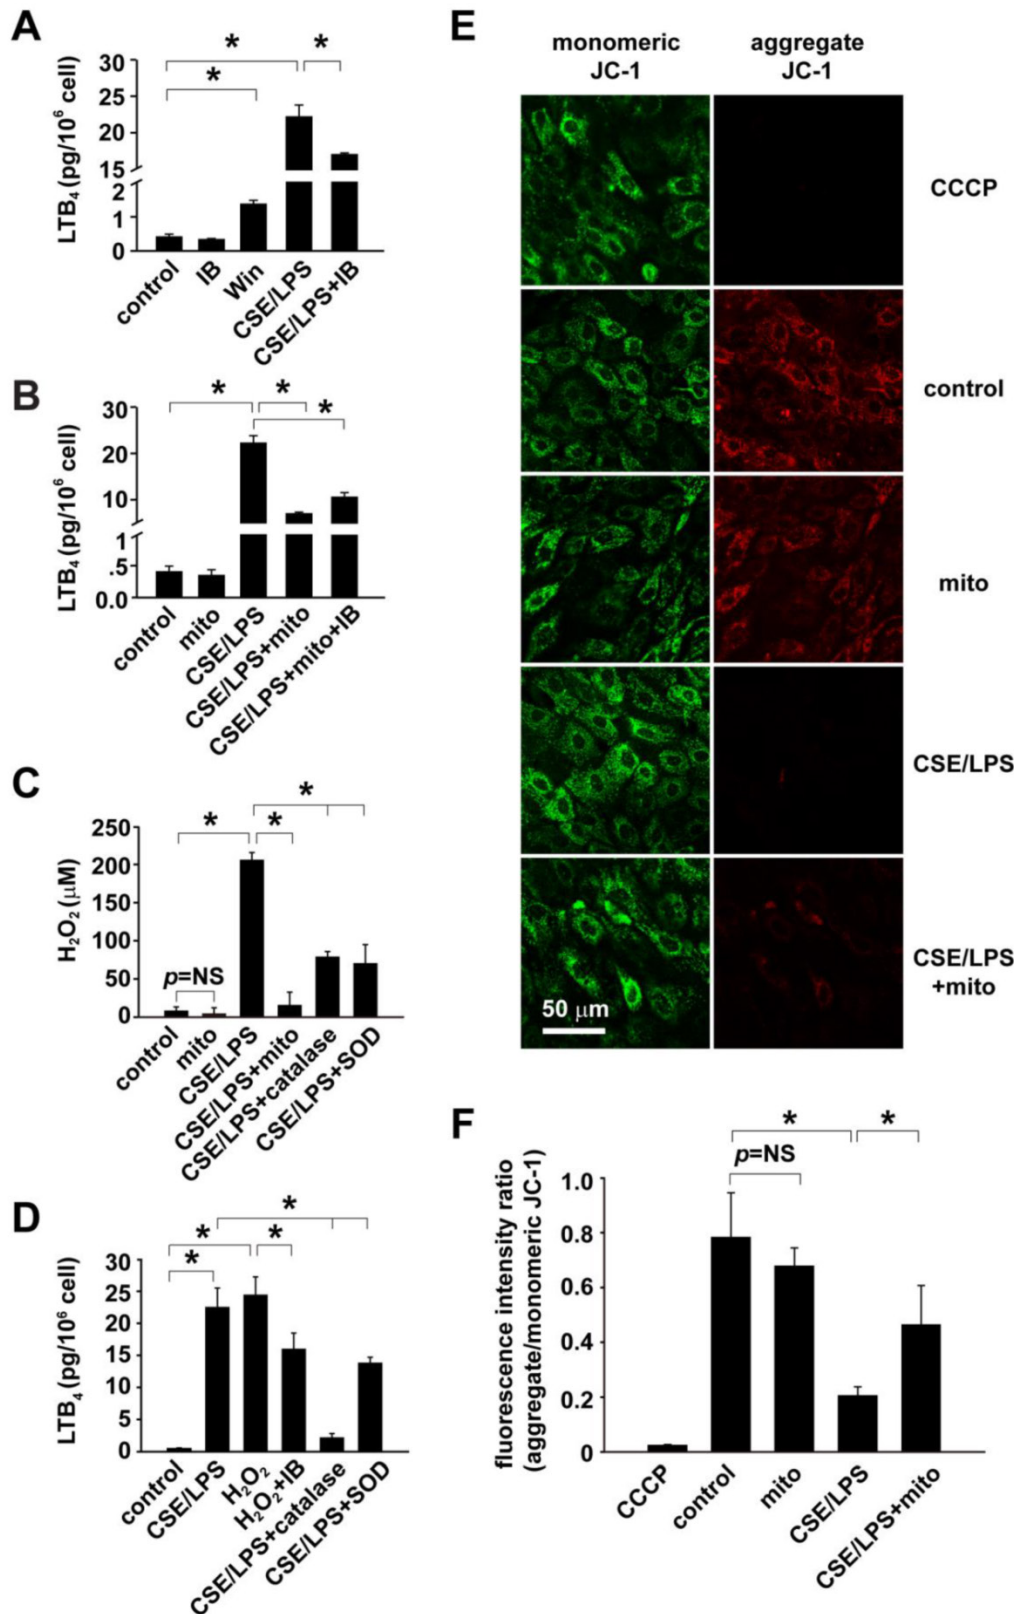 A
*
*
*
LTB4 (pg/10^6 cell)
30
25
20
15
2
1
0
control
IB
Win
CSE/LPS
CSE/LPS+IB
B
*
*
*
LTB4 (pg/10^6 cell)
30
20
10
1
.5
0.0
control
mito
CSE/LPS
CSE/LPS+mito
CSE/LPS+mito+IB
C
*
*
*
p=NS
H2O2 (μM)
250
200
150
100
50
0
control
mito
CSE/LPS
CSE/LPS+mito
CSE/LPS+catalase
CSE/LPS+SOD
D
*
*
*
*
LTB4 (pg/10^6 cell)
30
25
20
15
10
5
0
control
CSE/LPS
H2O2
H2O2+IB
CSE/LPS+catalase
CSE/LPS+SOD
E
monomeric
JC-1
aggregate
JC-1
CCCP
control
mito
CSE/LPS
CSE/LPS
+mito
50 μm
F
*
*
p=NS
fluorescence intensity ratio
(aggregate/monomeric JC-1)
1.0
0.8
0.6
0.4
0.2
0
CCCP
control
mito
CSE/LPS
CSE/LPS+mito